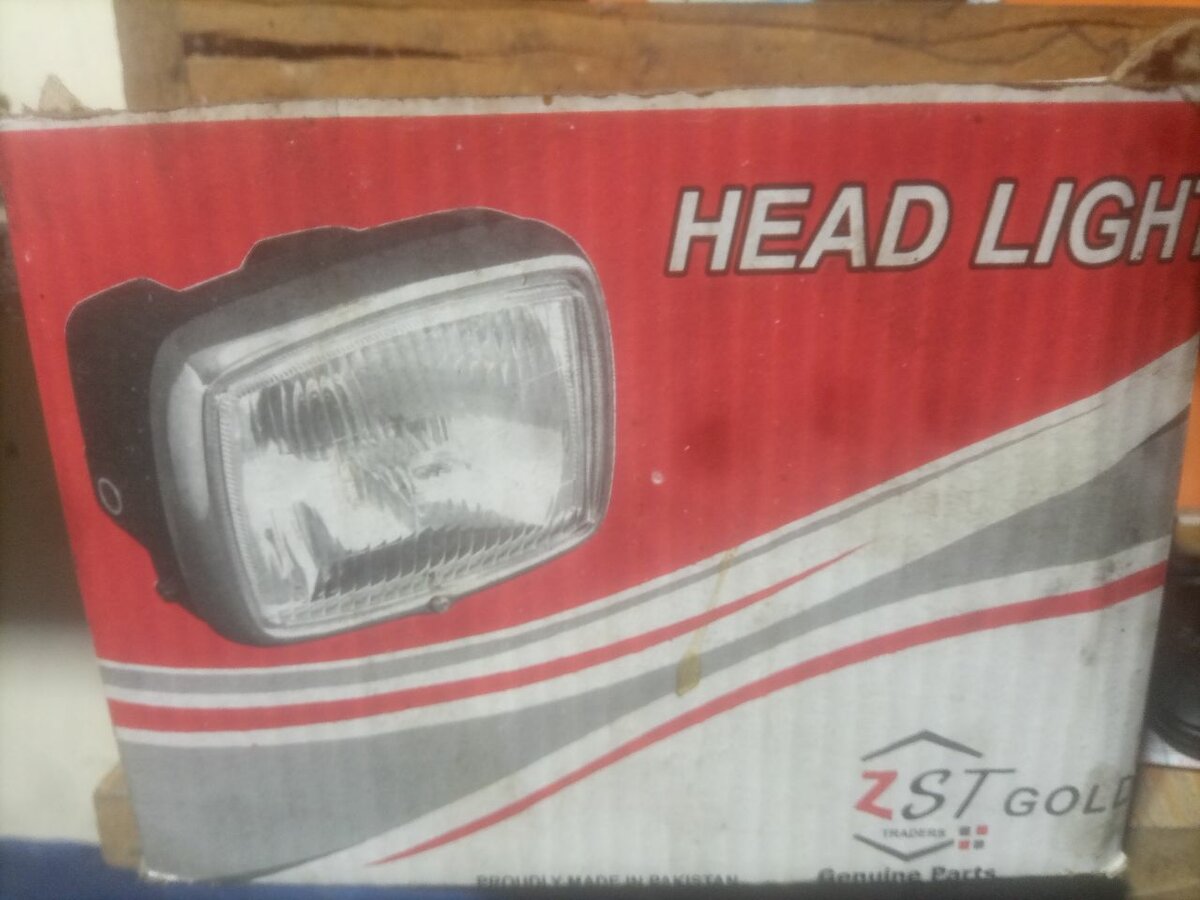 HEAD LIGHT
ZST GOLD
TRADERS
Genuine Parts
PROUDLY MADE IN PAKISTAN